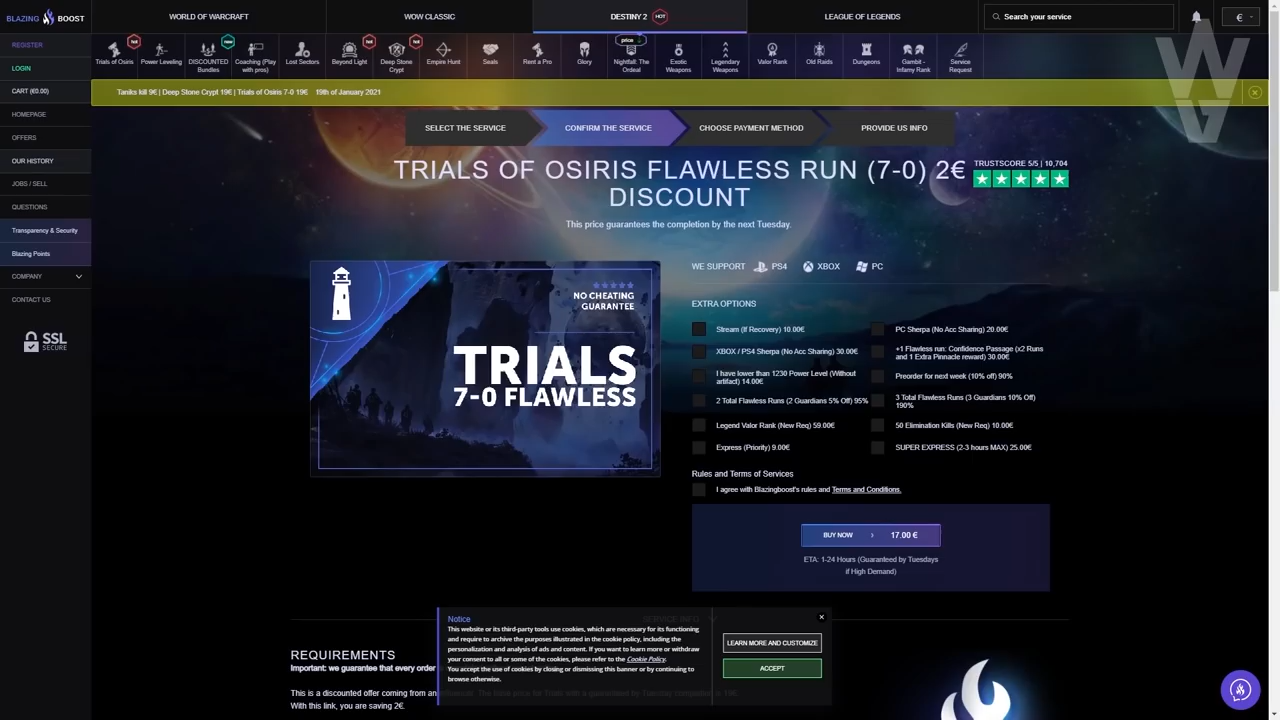 BLAZING BOOST
WORLD OF WARCRAFT
WOW CLASSIC
DESTINY 2
HOT
LEAGUE OF LEGENDS
Search your service
€
REGISTER
LOGIN
CART (€0.00)
HOMEPAGE
OFFERS
OUR HISTORY
JOBS / SELL
QUESTIONS
Transparency & Security
Blazing Points
COMPANY
CONTACT US
SSL
SECURE
hot
Trials of Osiris
Power Leveling
new
DISCOUNTED
Bundles
Coaching (Play
with pros)
Lost Sectors
hot
Beyond Light
hot
Deep Stone
Crypt
Empire Hunt
Seals
Rent a Pro
Glory
price ↓
Nightfall: The
Ordeal
Exotic
Weapons
Legendary
Weapons
Valor Rank
Old Raids
Dungeons
Gambit -
Infamy Rank
Service
Request
Taniks kill 9€ | Deep Stone Crypt 19€ | Trials of Osiris 7-0 19€ 19th of January 2021
SELECT THE SERVICE
CONFIRM THE SERVICE
CHOOSE PAYMENT METHOD
PROVIDE US INFO
TRIALS OF OSIRIS FLAWLESS RUN (7-0) 2€
DISCOUNT
TRUSTSCORE 5/5 | 10,704
This price guarantees the completion by the next Tuesday.
NO CHEATING
GUARANTEE
TRIALS
7-0 FLAWLESS
WE SUPPORT PS4 XBOX PC
EXTRA OPTIONS
Stream (If Recovery) 10.00€
PC Sherpa (No Acc Sharing) 20.00€
XBOX / PS4 Sherpa (No Acc Sharing) 30.00€
+1 Flawless run: Confidence Passage (x2 Runs
and 1 Extra Pinnacle reward) 30.00€
I have lower than 1230 Power Level (Without
artifact) 14.00€
Preorder for next week (10% off) 90%
2 Total Flawless Runs (2 Guardians 5% Off) 95%
3 Total Flawless Runs (3 Guardians 10% Off)
190%
Legend Valor Rank (New Req) 59.00€
50 Elimination Kills (New Req) 10.00€
Express (Priority) 9.00€
SUPER EXPRESS (2-3 hours MAX) 25.00€
Rules and Terms of Services
I agree with Blazingboost's rules and Terms and Conditions.
BUY NOW › 17.00 €
ETA: 1-24 Hours (Guaranteed by Tuesdays
if High Demand)
REQUIREMENTS
Important: we guarantee that every order
This is a discounted offer coming from an
With this link, you are saving 2€.
Notice
This website or its third-party tools use cookies, which are necessary for its functioning
and require to archive the purposes illustrated in the cookie policy, including the
personalization and analysis of ads and content. If you want to learn more or withdraw
your consent to all or some of the cookies, please refer to the Cookie Policy.
You accept the use of cookies by closing or dismissing this banner or by continuing to
browse otherwise.
LEARN MORE AND CUSTOMIZE
ACCEPT